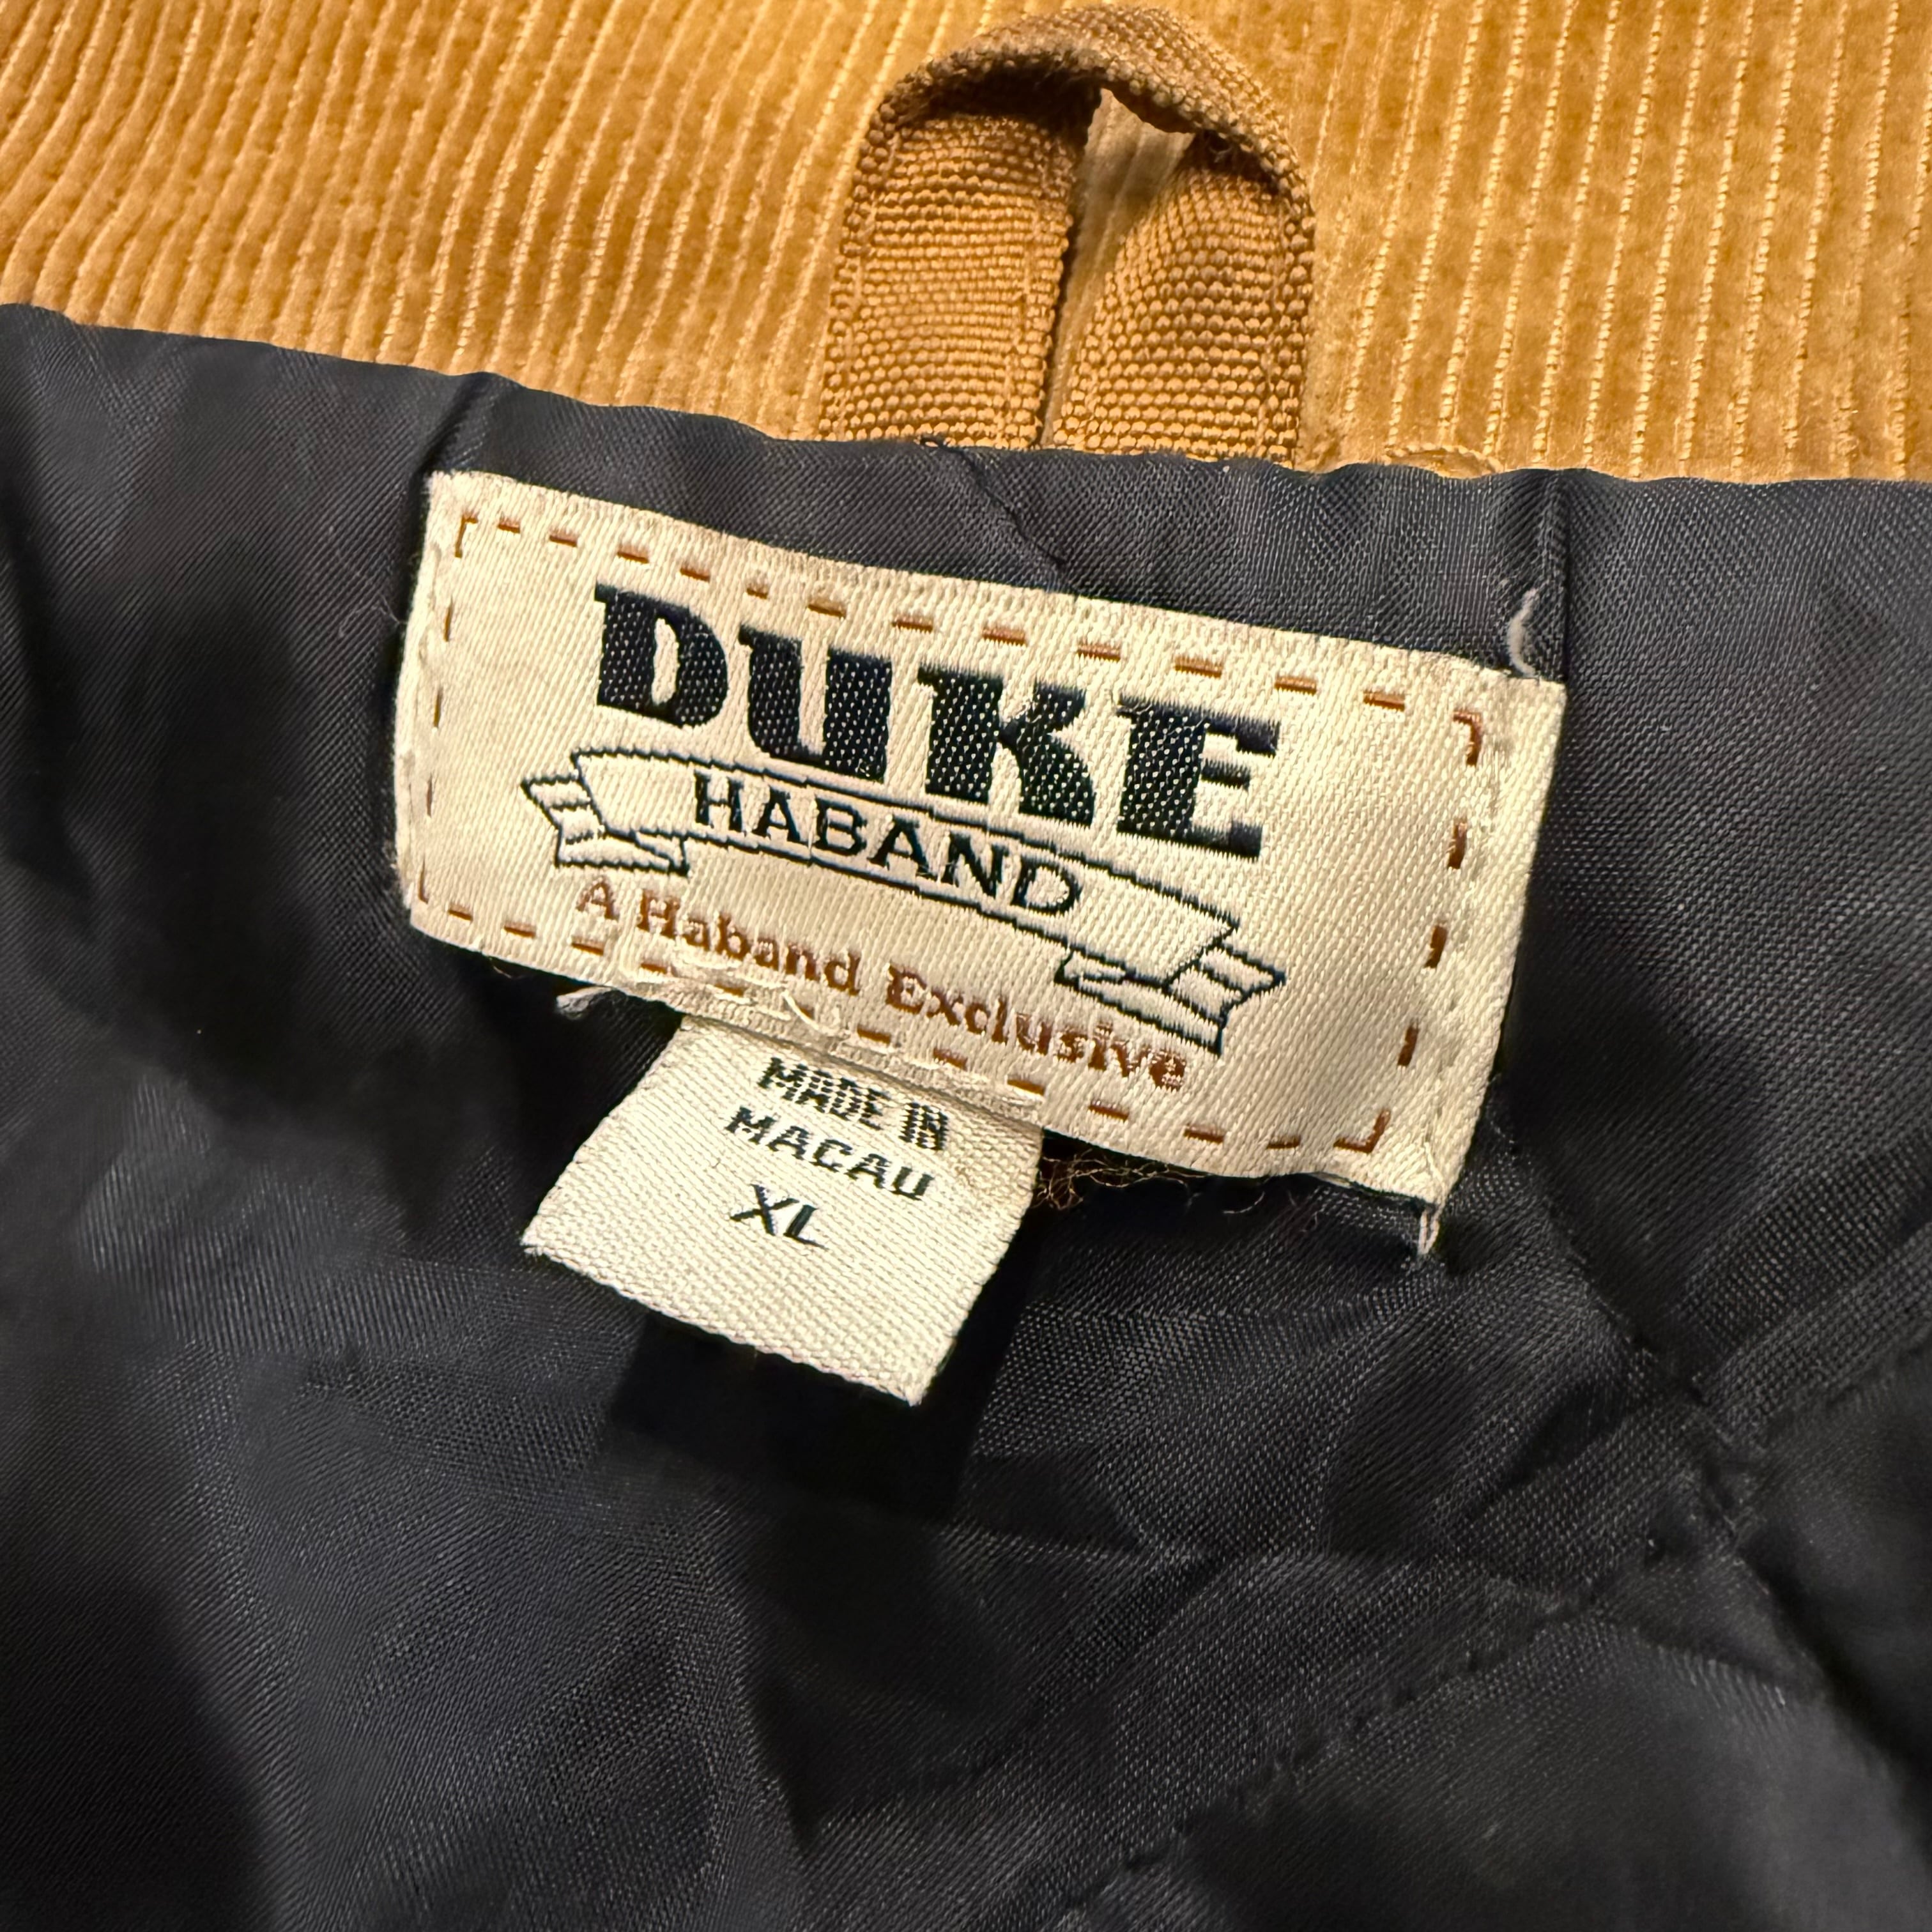 DUKE
HABAND
A Haband Exclusive
MADE IN
MACAU
XL